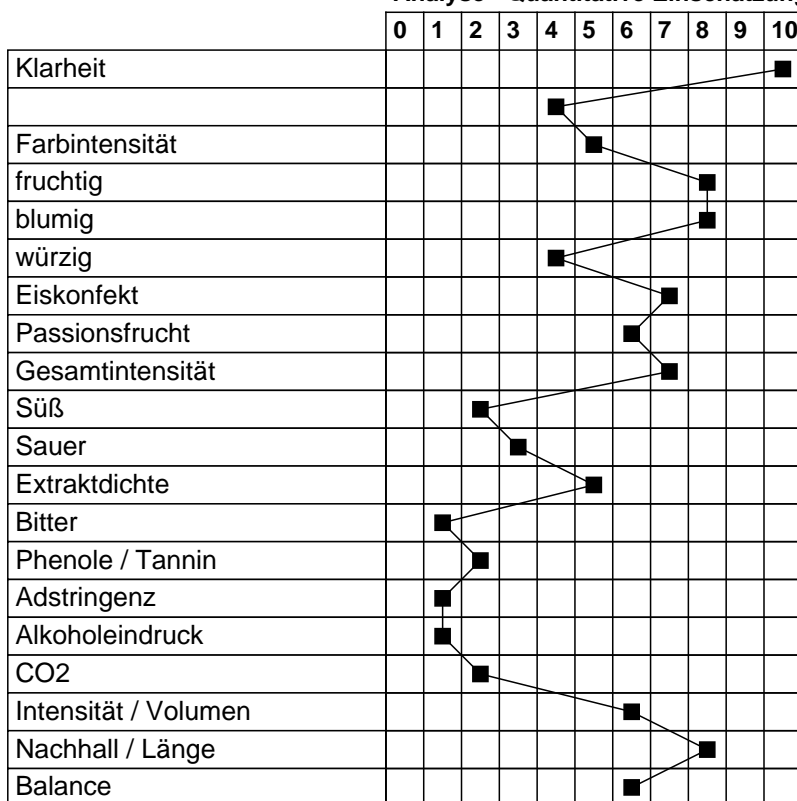 0 1 2 3 4 5 6 7 8 9 10
Klarheit
Farbintensität
fruchtig
blumig
würzig
Eiskonfekt
Passionsfrucht
Gesamtintensität
Süß
Sauer
Extraktdichte
Bitter
Phenole / Tannin
Adstringenz
Alkoholeindruck
CO2
Intensität / Volumen
Nachhall / Länge
Balance